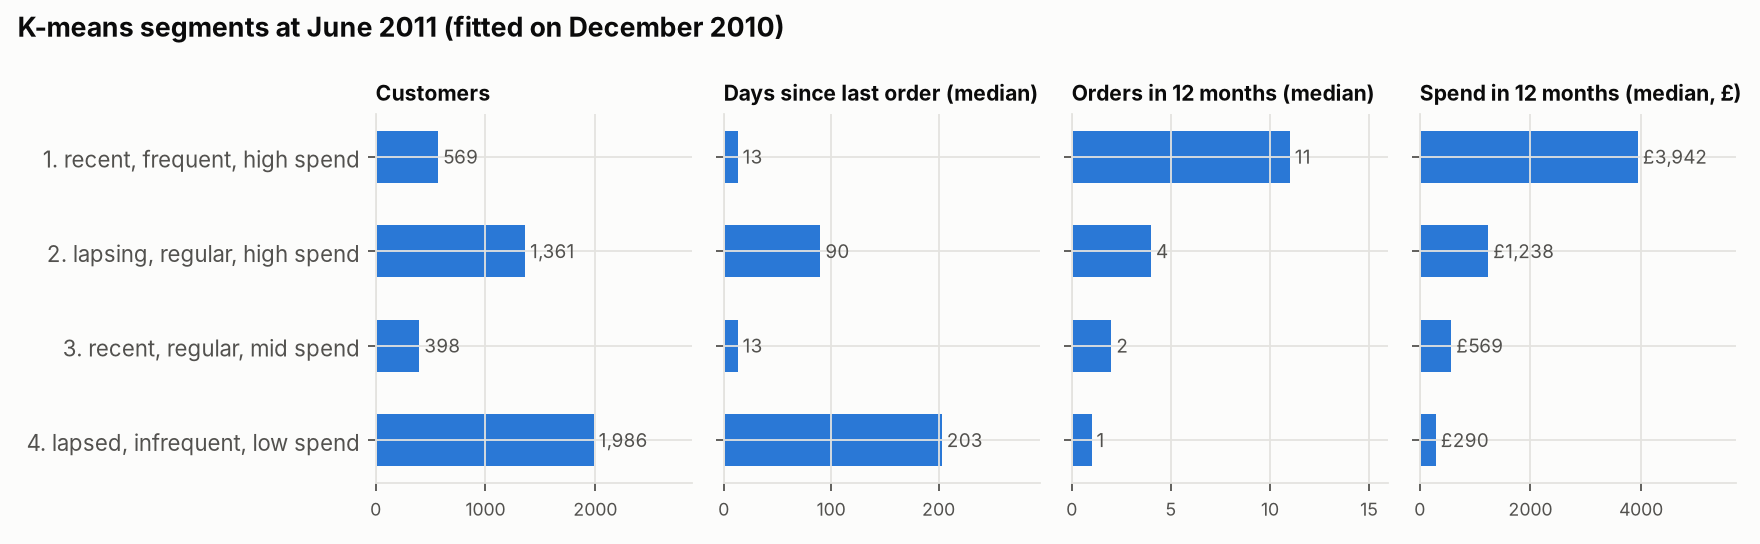 K-means segments at June 2011 (fitted on December 2010)
Customers
Days since last order (median)
Orders in 12 months (median)
Spend in 12 months (median, £)
1. recent, frequent, high spend
569
13
11
£3,942
2. lapsing, regular, high spend
1,361
90
4
£1,238
3. recent, regular, mid spend
398
13
2
£569
4. lapsed, infrequent, low spend
1,986
203
1
£290
0 1000 2000
0 100 200
0 5 10 15
0 2000 4000